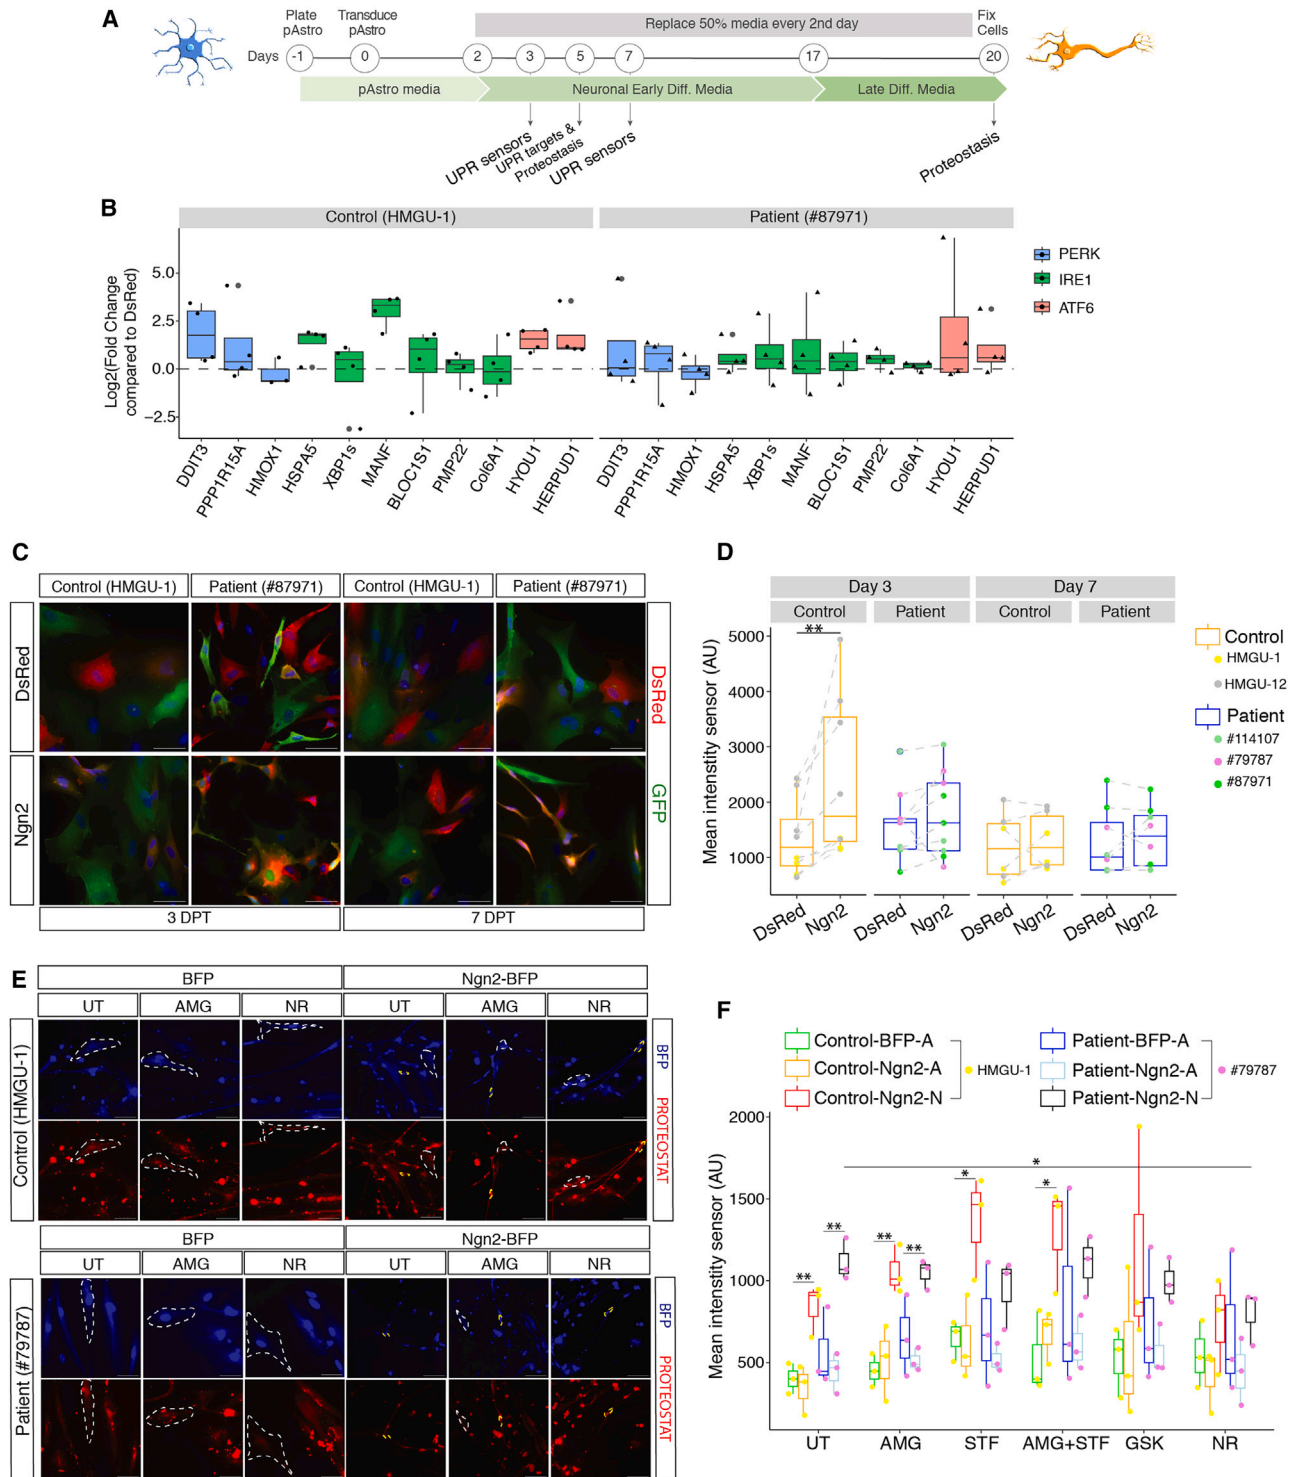 A
Plate
pAstro
Transduce
pAstro
Replace 50% media every 2nd day
Fix
Cells
Days
-1
0
2
3
5
7
17
20
pAstro media
Neuronal Early Diff. Media
Late Diff. Media
UPR sensors
UPR targets &
Proteostasis
UPR sensors
Proteostasis
B
Control (HMGU-1)
Patient (#87971)
Log2(Fold Change
compared to DsRed)
5.0
2.5
0.0
−2.5
DDIT3
PPP1R15A
HMOX1
HSPA5
XBP1s
MANF
BLOC1S1
PMP22
Col6A1
HYOU1
HERPUD1
DDIT3
PPP1R15A
HMOX1
HSPA5
XBP1s
MANF
BLOC1S1
PMP22
Col6A1
HYOU1
HERPUD1
PERK
IRE1
ATF6
C
Control (HMGU-1)
Patient (#87971)
Control (HMGU-1)
Patient (#87971)
DsRed
Ngn2
DsRed
GFP
3 DPT
7 DPT
D
Day 3
Day 7
Control
Patient
Control
Patient
Mean intenstity sensor (AU)
5000
4000
3000
2000
1000
**
DsRed
Ngn2
DsRed
Ngn2
DsRed
Ngn2
DsRed
Ngn2
Control
HMGU-1
HMGU-12
Patient
#114107
#79787
#87971
E
BFP
Ngn2-BFP
UT
AMG
NR
UT
AMG
NR
Control (HMGU-1)
BFP
PROTEOSTAT
BFP
Ngn2-BFP
UT
AMG
NR
UT
AMG
NR
Patient (#79787)
BFP
PROTEOSTAT
F
Control-BFP-A
Control-Ngn2-A
Control-Ngn2-N
HMGU-1
Patient-BFP-A
Patient-Ngn2-A
Patient-Ngn2-N
#79787
Mean intenstity sensor (AU)
2000
1500
1000
500
*
**
**
**
**
*
*
UT
AMG
STF
AMG+STF
GSK
NR